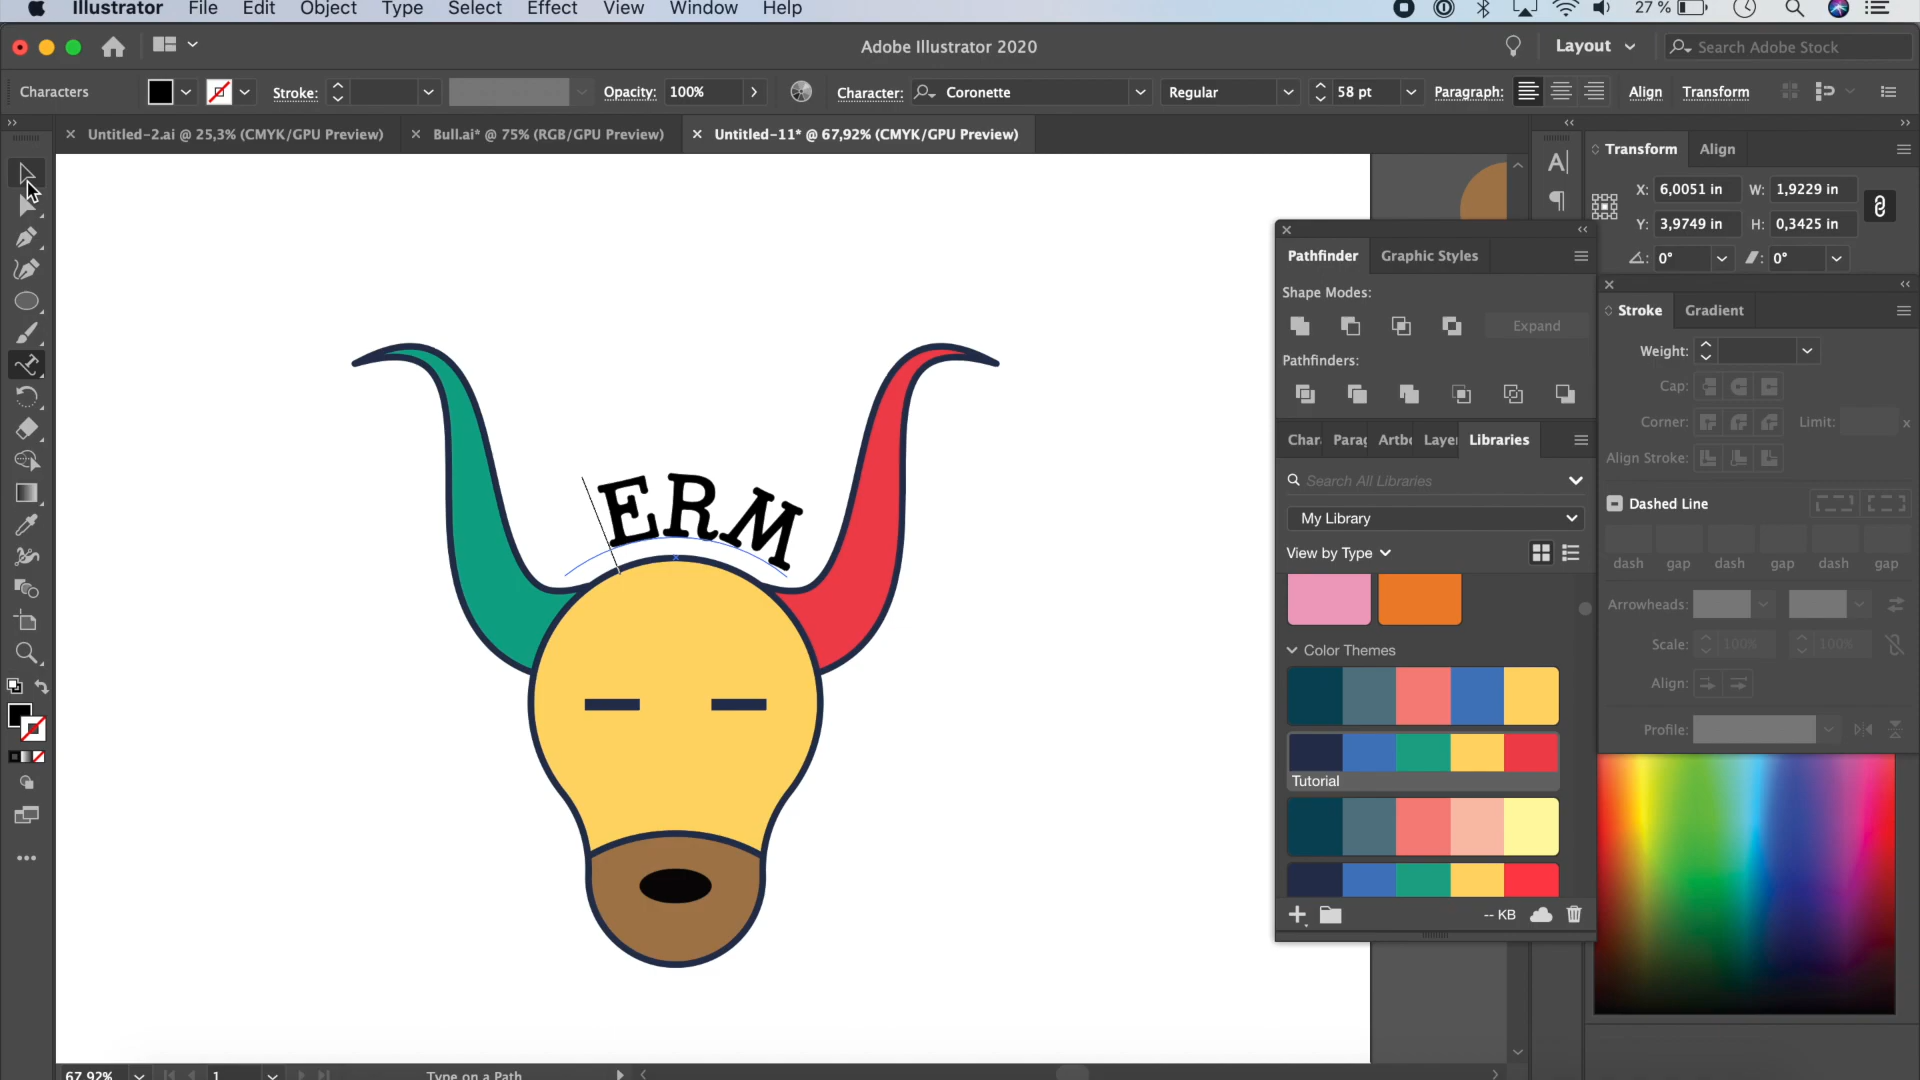 Illustrator File Edit Object Type Select Effect View Window Help 27 %
Adobe Illustrator 2020 Layout Search Adobe Stock
Characters Stroke: Opacity: 100% Character: Coronette Regular 58 pt Paragraph: Align Transform
Untitled-2.ai @ 25,3% (CMYK/GPU Preview) Bull.ai* @ 75% (RGB/GPU Preview) Untitled-11* @ 67,92% (CMYK/GPU Preview)
Transform Align
X: 6,0051 in W: 1,9229 in
Y: 3,9749 in H: 0,3425 in
0° 0°
Pathfinder Graphic Styles
Shape Modes:
Expand
Pathfinders:
Char Parag Artb Layer Libraries
Search All Libraries
My Library
View by Type
Color Themes
Tutorial
-- KB
Stroke Gradient
Weight:
Cap:
Corner: Limit: x
Align Stroke:
Dashed Line
dash gap dash gap dash gap
Arrowheads:
Scale: 100% 100%
Align:
Profile:
ERM
67,92% 1 Type on a Path